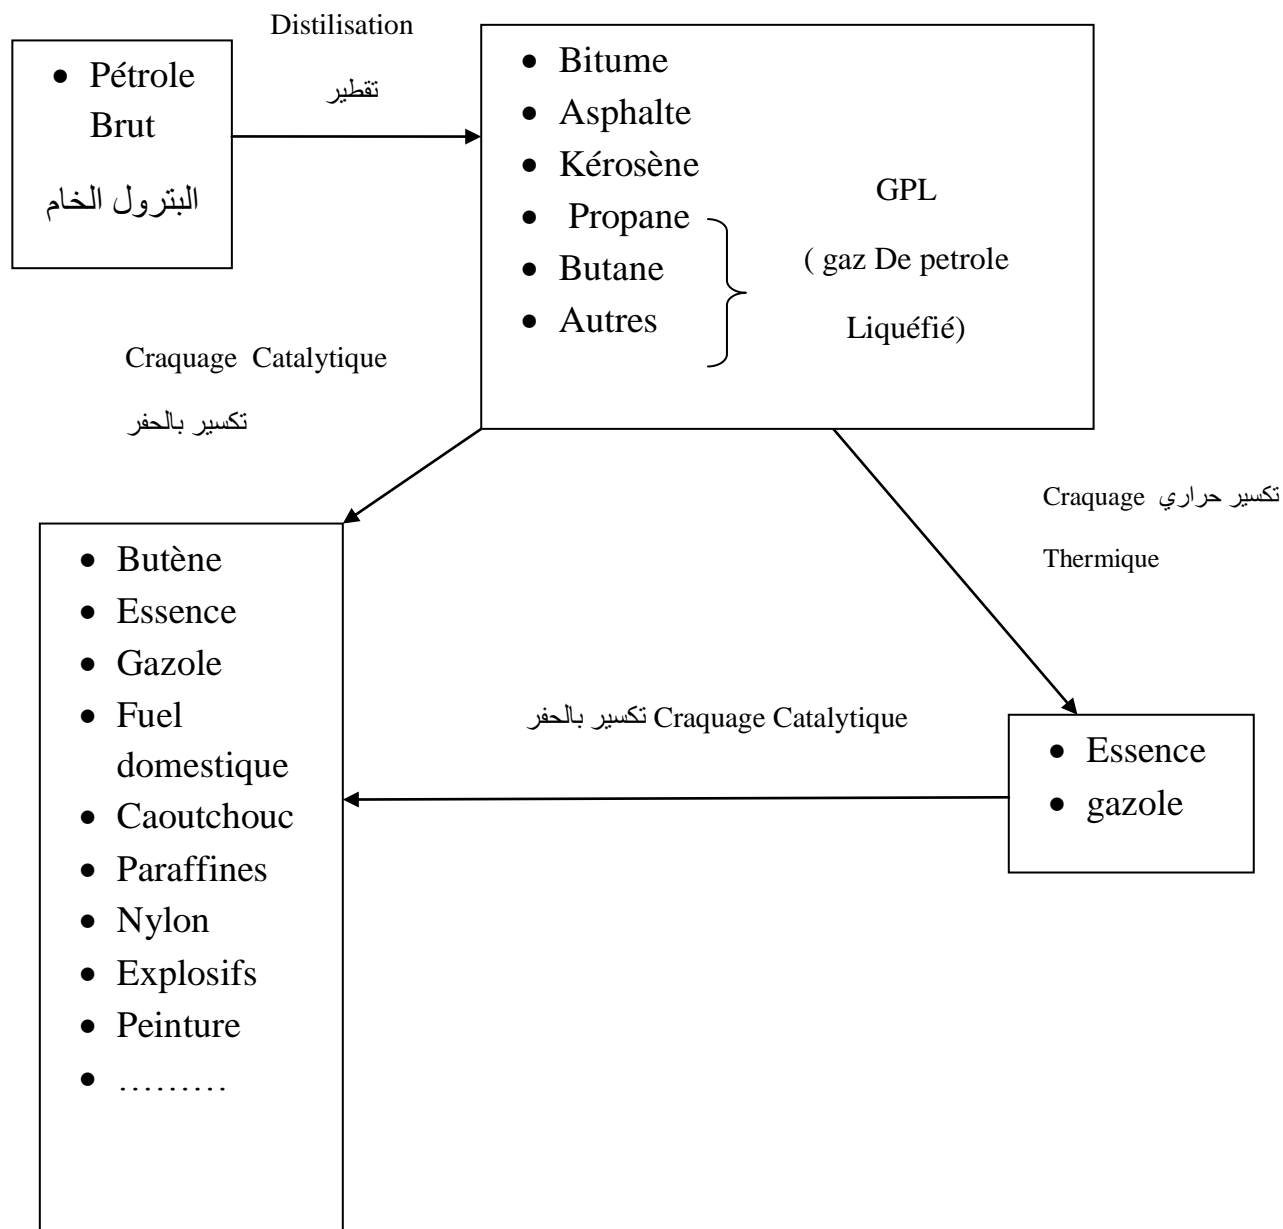 Distilisation
تقطير
• Pétrole
Brut
البترول الخام
• Bitume
• Asphalte
• Kérosène
• Propane
• Butane
• Autres
GPL
( gaz De petrole
Liquéfié)
Craquage Catalytique
تكسير بالحفر
Craquage تكسير حراري
Thermique
• Butène
• Essence
• Gazole
• Fuel
domestique
• Caoutchouc
• Paraffines
• Nylon
• Explosifs
• Peinture
• ………
تكسير بالحفر Craquage Catalytique
• Essence
• gazole